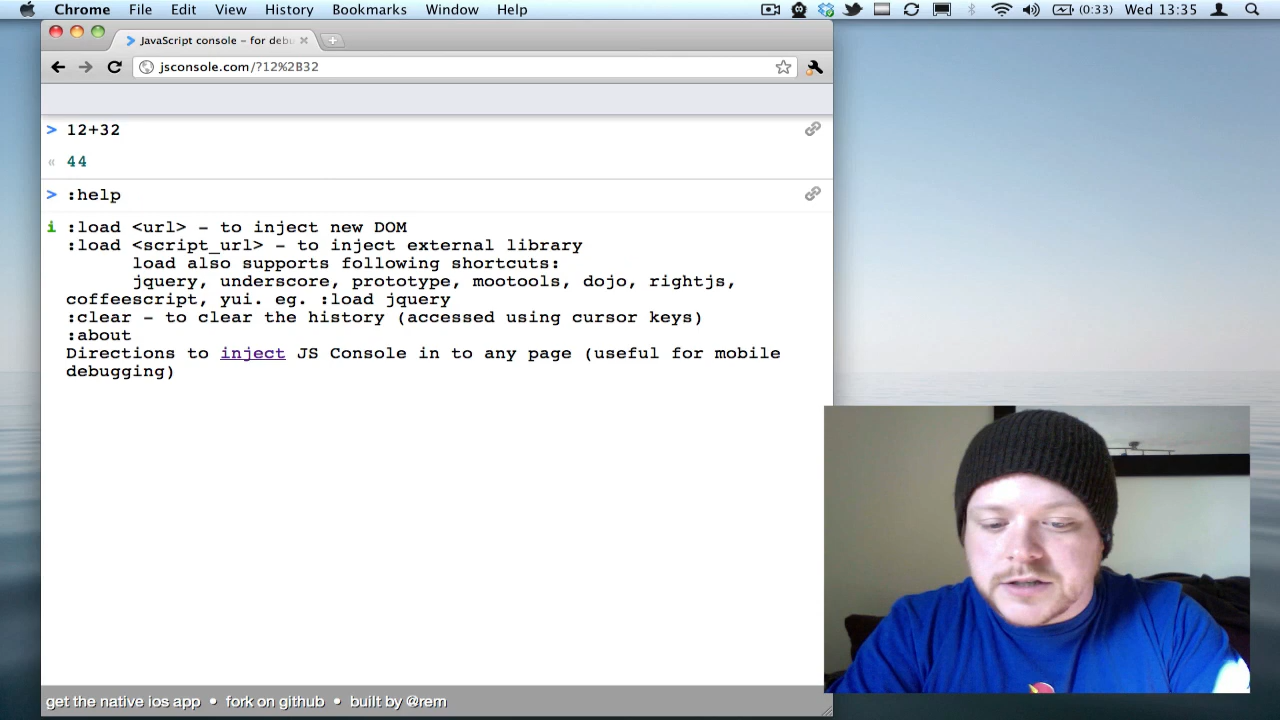 Chrome File Edit View History Bookmarks Window Help (0:33) Wed 13:35
JavaScript console – for debu
jsconsole.com/?12%2B32
> 12+32
« 44
> :help
i :load <url> - to inject new DOM
:load <script_url> - to inject external library
load also supports following shortcuts:
jquery, underscore, prototype, mootools, dojo, rightjs,
coffeescript, yui. eg. :load jquery
:clear - to clear the history (accessed using cursor keys)
:about
Directions to inject JS Console in to any page (useful for mobile
debugging)
get the native ios app • fork on github • built by @rem